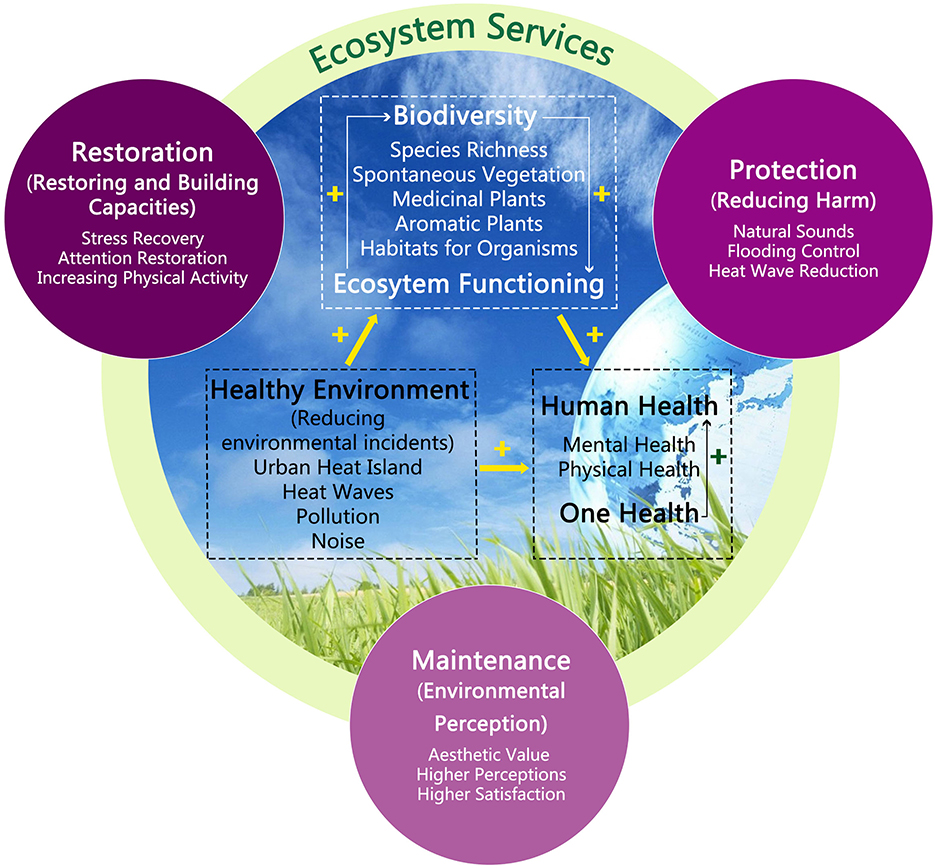 Ecosystem Services
Restoration
(Restoring and Building
Capacities)
Stress Recovery
Attention Restoration
Increasing Physical Activity
Biodiversity
Species Richness
+ Spontaneous Vegetation +
Medicinal Plants
Aromatic Plants
Habitats for Organisms
Ecosytem Functioning
Protection
(Reducing Harm)
Natural Sounds
Flooding Control
Heat Wave Reduction
+
+
Healthy Environment
(Reducing
environmental incidents)
Urban Heat Island
Heat Waves
Pollution
Noise
+
Human Health
Mental Health
Physical Health
+
One Health
Maintenance
(Environmental
Perception)
Aesthetic Value
Higher Perceptions
Higher Satisfaction